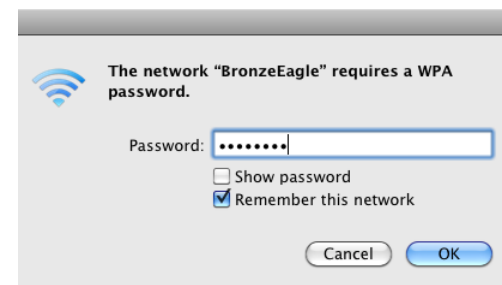 The network “BronzeEagle” requires a WPA
password.
Password: ••••••••
Show password
Remember this network
Cancel OK